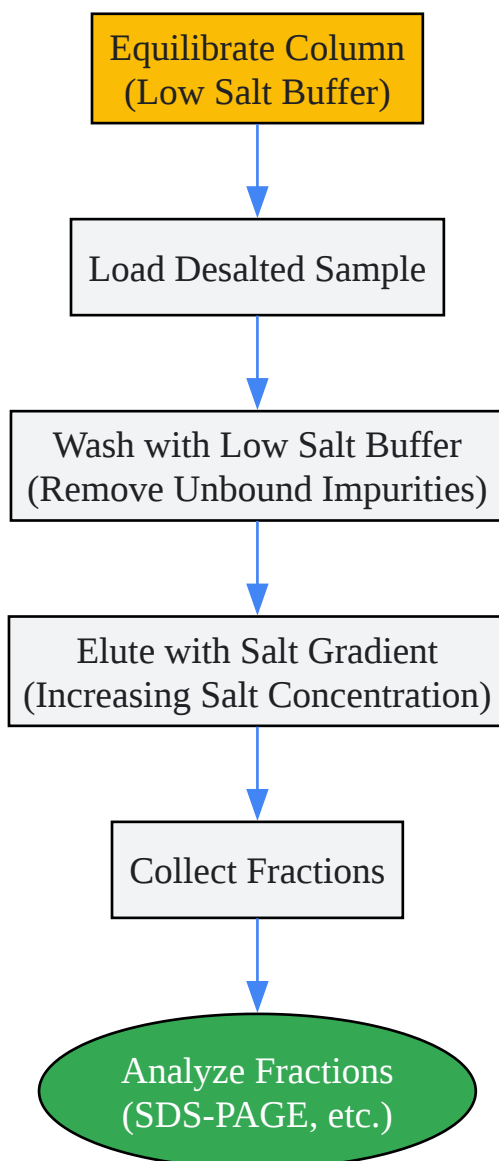 Equilibrate Column
(Low Salt Buffer)
Load Desalted Sample
Wash with Low Salt Buffer
(Remove Unbound Impurities)
Elute with Salt Gradient
(Increasing Salt Concentration)
Collect Fractions
Analyze Fractions
(SDS-PAGE, etc.)